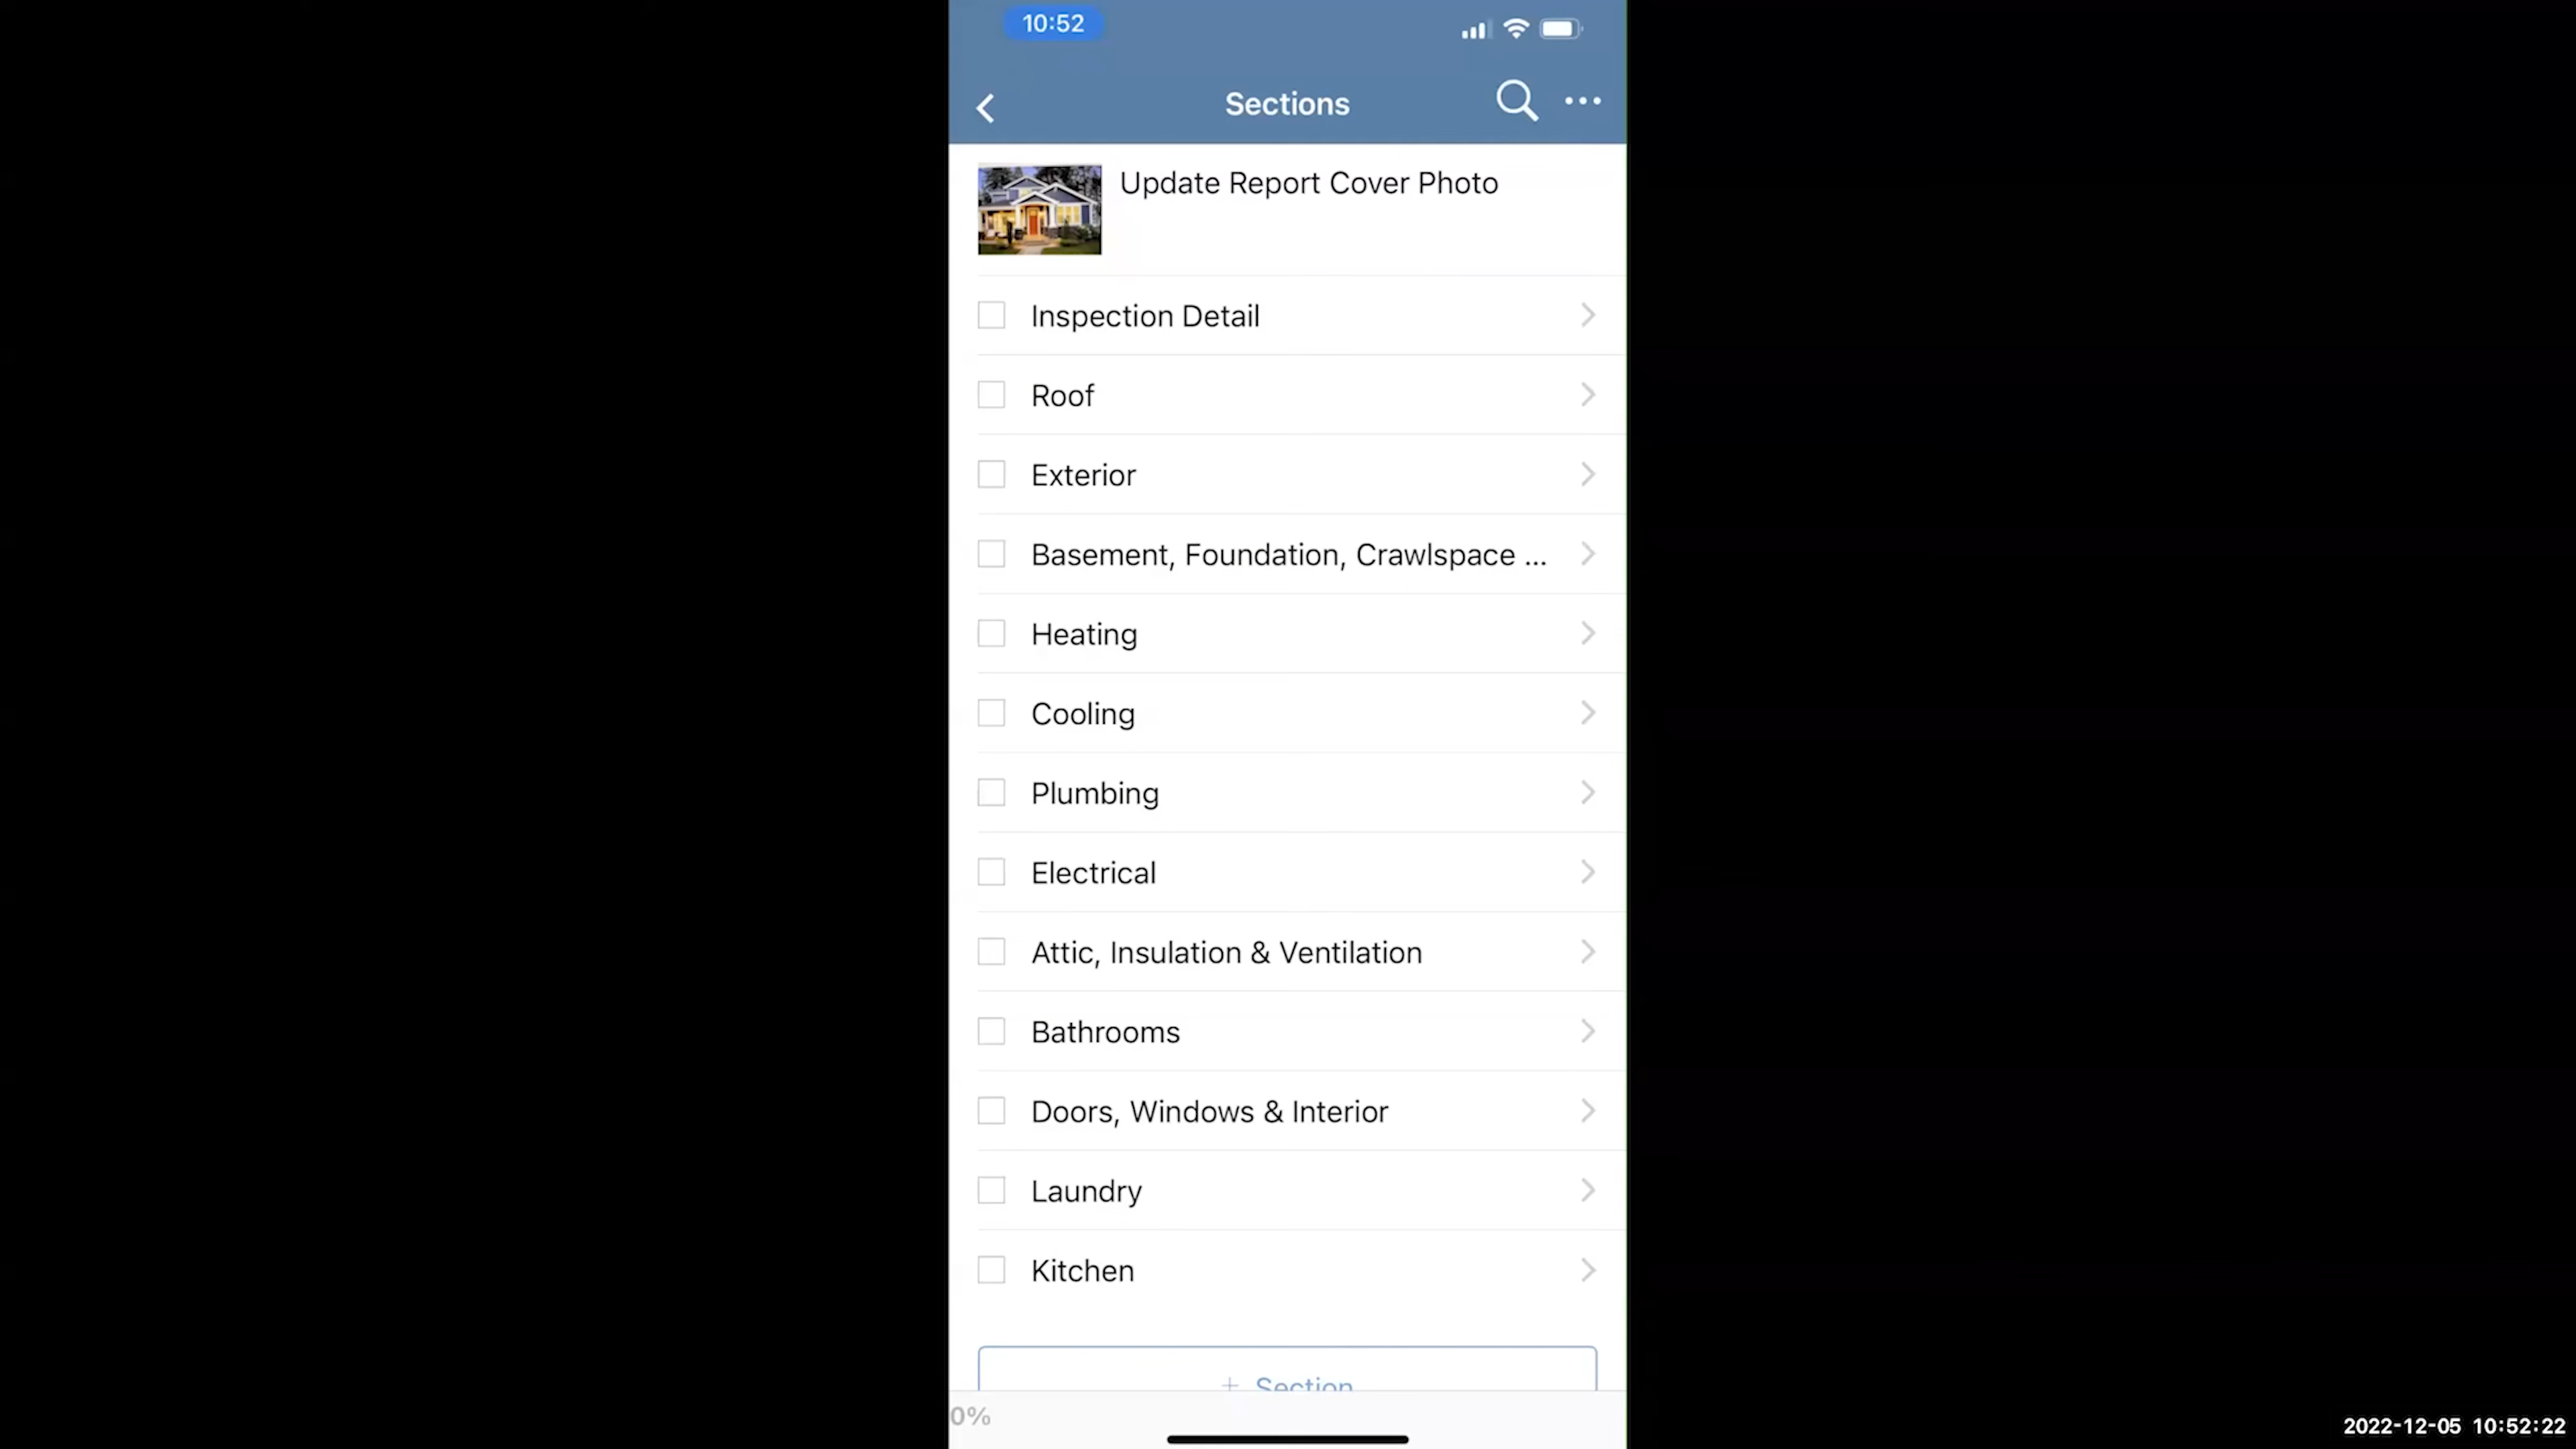 10:52
Sections
Update Report Cover Photo
Inspection Detail
Roof
Exterior
Basement, Foundation, Crawlspace ...
Heating
Cooling
Plumbing
Electrical
Attic, Insulation & Ventilation
Bathrooms
Doors, Windows & Interior
Laundry
Kitchen
+ Section
0%
2022-12-05 10:52:22